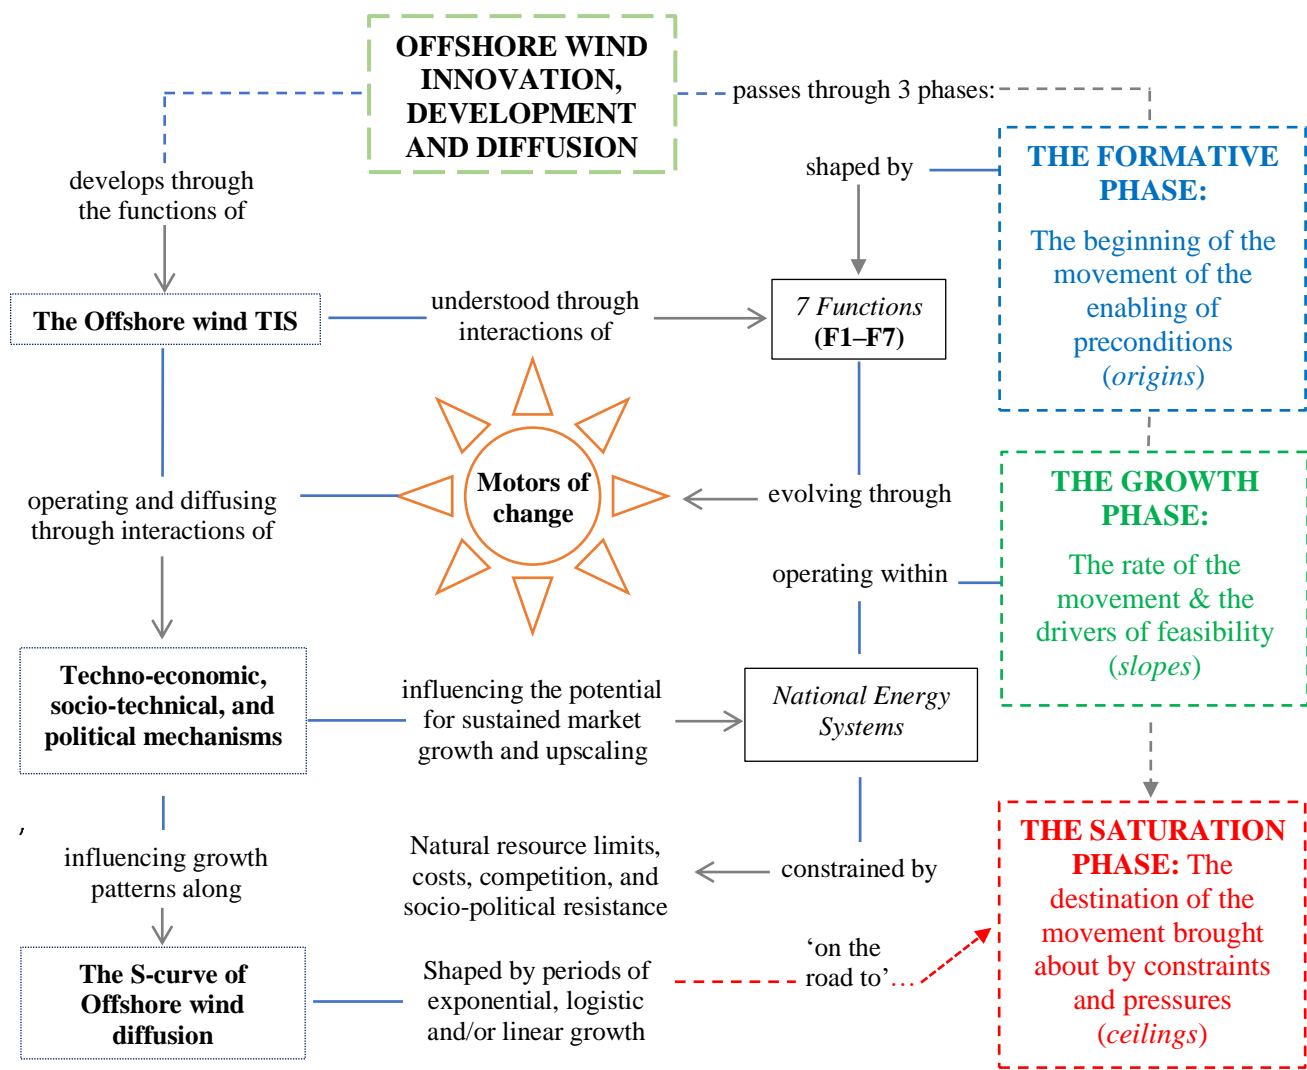 OFFSHORE WIND
INNOVATION,
DEVELOPMENT
AND DIFFUSION
passes through 3 phases:
develops through
the functions of
shaped by
THE FORMATIVE
PHASE:
The beginning of the
movement of the
enabling of
preconditions
(origins)
The Offshore wind TIS
understood through
interactions of
7 Functions
(F1–F7)
Motors of
change
evolving through
operating and diffusing
through interactions of
THE GROWTH
PHASE:
The rate of the
movement & the
drivers of feasibility
(slopes)
operating within
Techno-economic,
socio-technical, and
political mechanisms
influencing the potential
for sustained market
growth and upscaling
National Energy
Systems
,
influencing growth
patterns along
Natural resource limits,
costs, competition, and
socio-political resistance
constrained by
THE SATURATION
PHASE: The
destination of the
movement brought
about by constraints
and pressures
(ceilings)
The S-curve of
Offshore wind
diffusion
Shaped by periods of
exponential, logistic
and/or linear growth
‘on the
road to’…